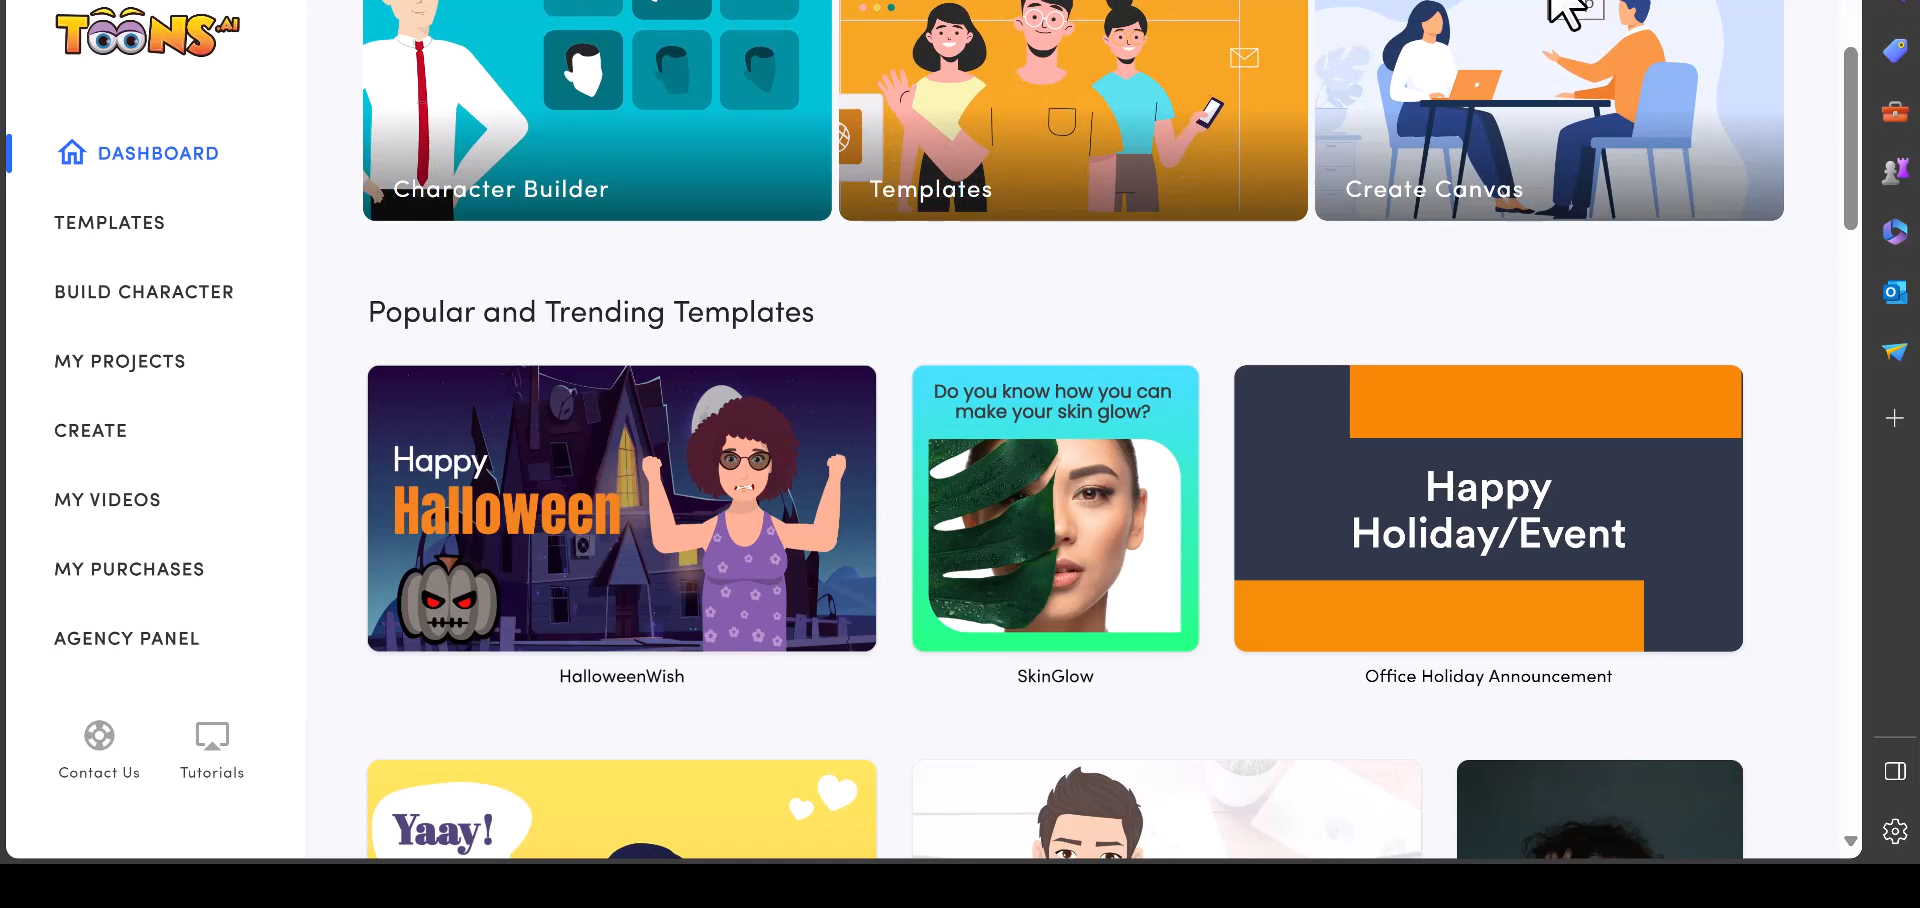 TOONS.AI
DASHBOARD
TEMPLATES
BUILD CHARACTER
MY PROJECTS
CREATE
MY VIDEOS
MY PURCHASES
AGENCY PANEL
Contact Us
Tutorials
Character Builder
Templates
Create Canvas
Popular and Trending Templates
Happy
Halloween
HalloweenWish
Do you know how you can
make your skin glow?
SkinGlow
Happy
Holiday/Event
Office Holiday Announcement
Yaay!